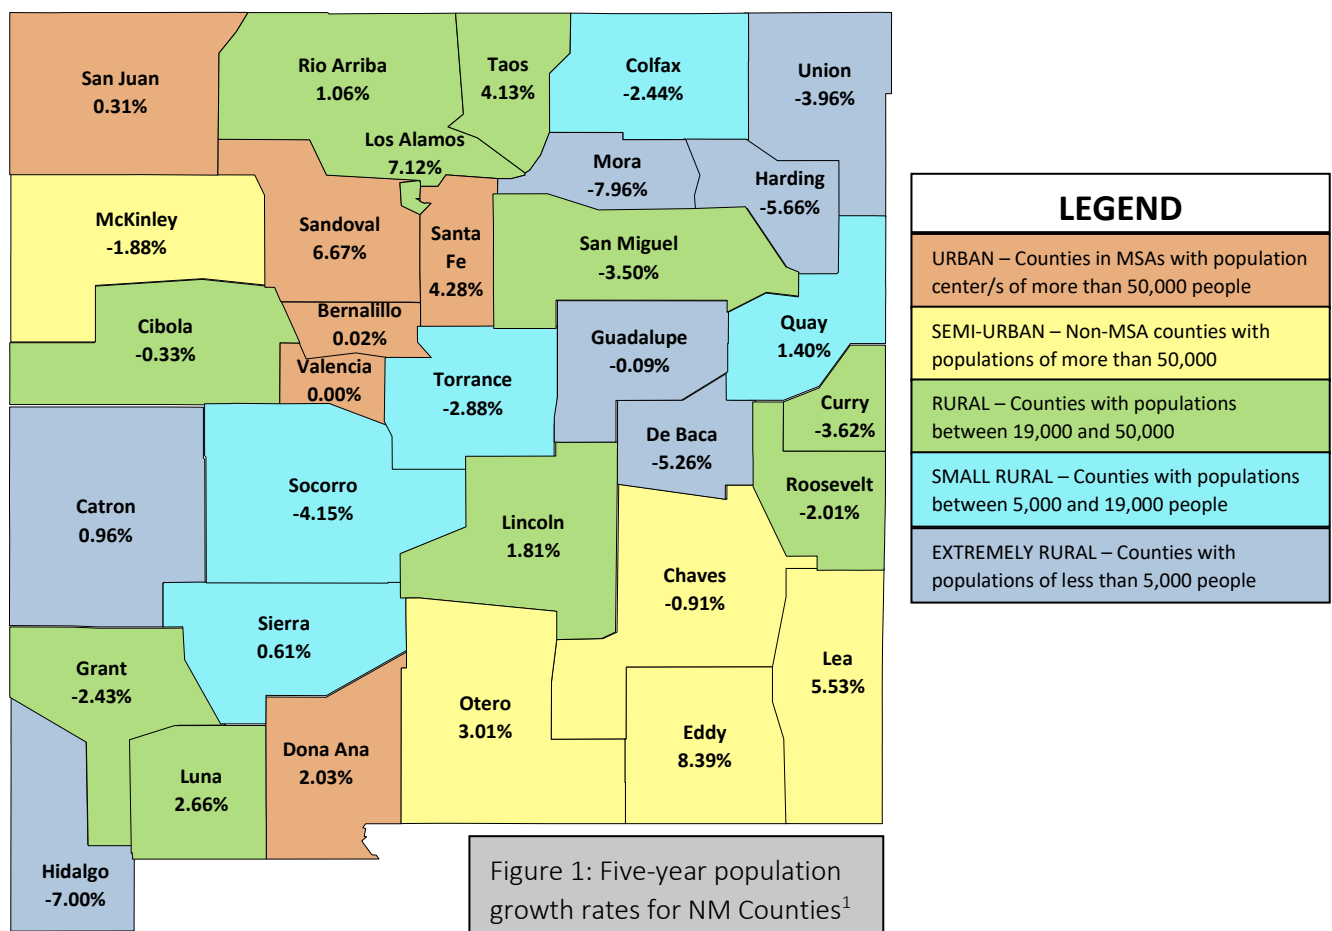 San Juan
0.31%
Rio Arriba
1.06%
Taos
4.13%
Colfax
-2.44%
Union
-3.96%
Los Alamos
7.12%
Mora
-7.96%
Harding
-5.66%
McKinley
-1.88%
Sandoval
6.67%
Santa
Fe
4.28%
San Miguel
-3.50%
Cibola
-0.33%
Bernalillo
0.02%
Valencia
0.00%
Torrance
-2.88%
Guadalupe
-0.09%
Quay
1.40%
Curry
-3.62%
De Baca
-5.26%
Roosevelt
-2.01%
Catron
0.96%
Socorro
-4.15%
Lincoln
1.81%
Chaves
-0.91%
Sierra
0.61%
Grant
-2.43%
Lea
5.53%
Otero
3.01%
Eddy
8.39%
Dona Ana
2.03%
Luna
2.66%
Hidalgo
-7.00%
LEGEND
URBAN – Counties in MSAs with population
center/s of more than 50,000 people
SEMI-URBAN – Non-MSA counties with
populations of more than 50,000
RURAL – Counties with populations
between 19,000 and 50,000
SMALL RURAL – Counties with populations
between 5,000 and 19,000 people
EXTREMELY RURAL – Counties with
populations of less than 5,000 people
Figure 1: Five-year population
growth rates for NM Counties¹